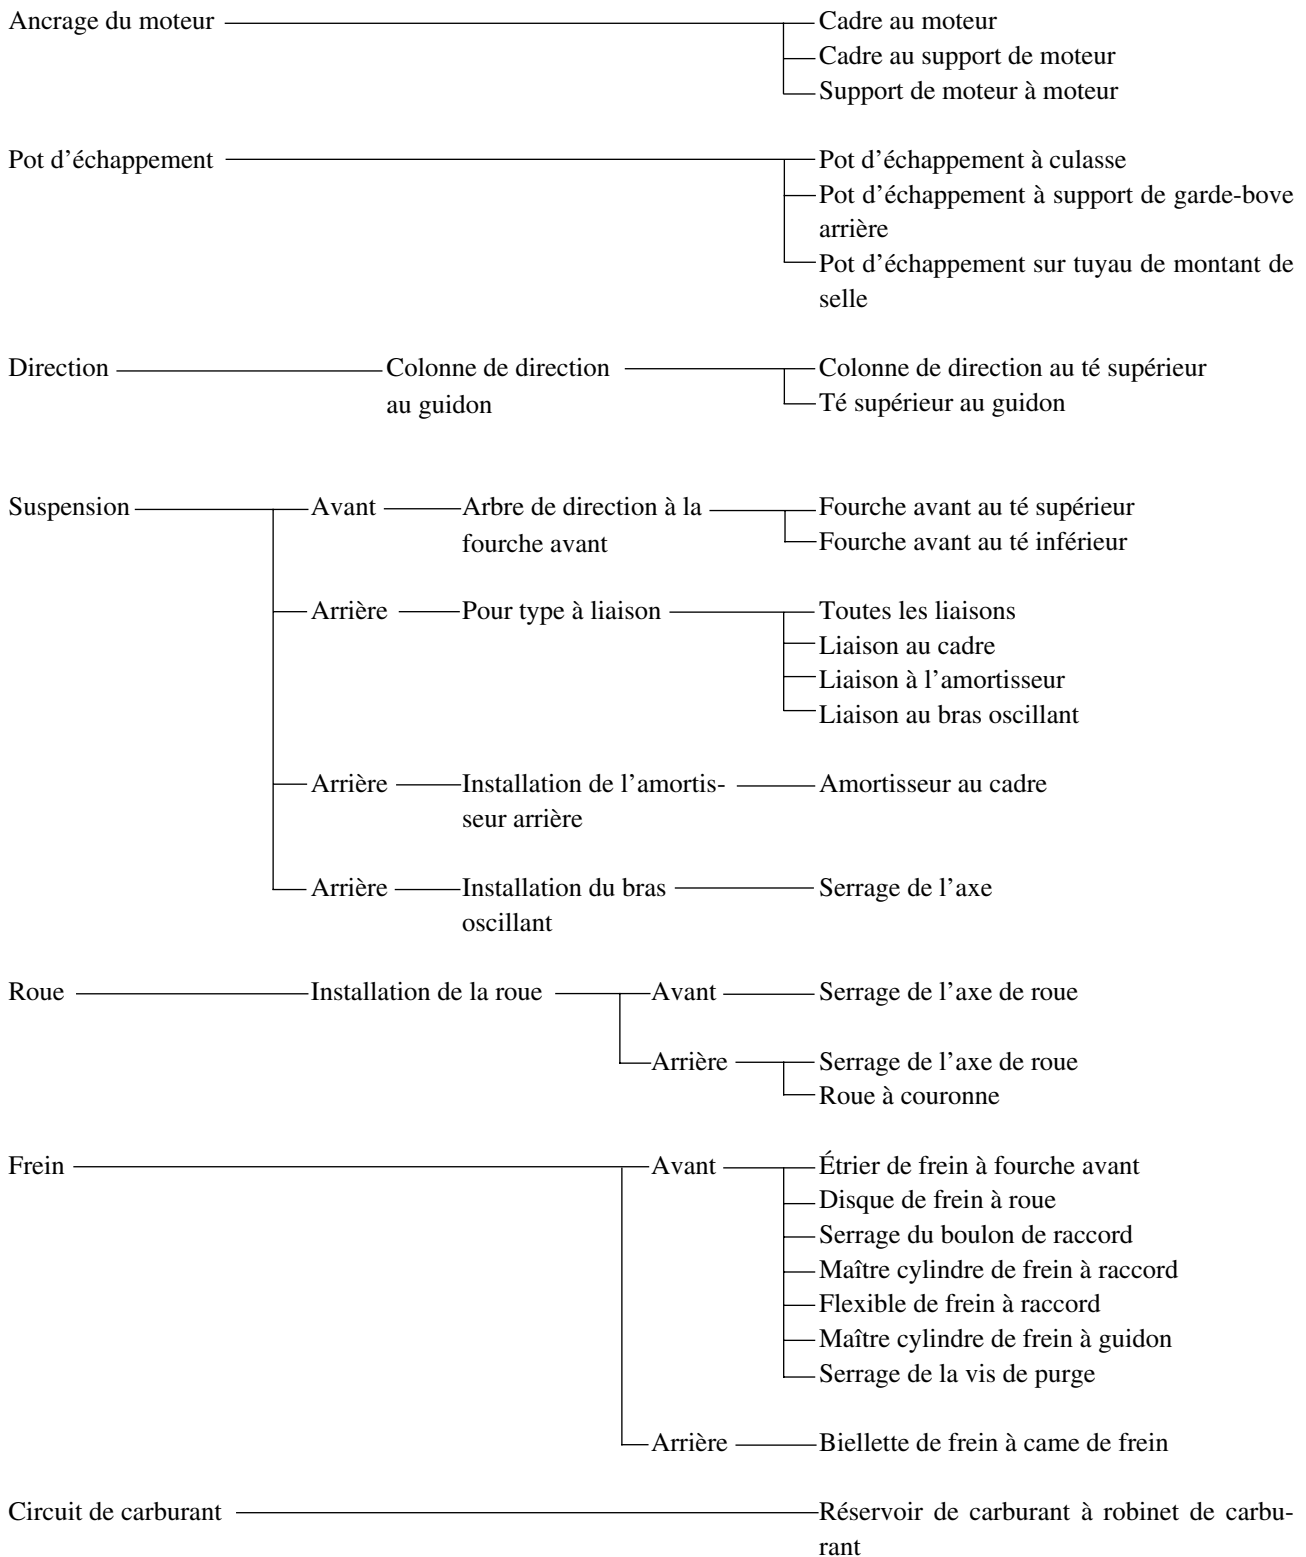 Ancrage du moteur Cadre au moteur
Cadre au support de moteur
Support de moteur à moteur
Pot d’échappement Pot d’échappement à culasse
Pot d’échappement à support de garde-bove
arrière
Pot d’échappement sur tuyau de montant de
selle
Direction Colonne de direction Colonne de direction au té supérieur
au guidon Té supérieur au guidon
Suspension Avant Arbre de direction à la Fourche avant au té supérieur
fourche avant Fourche avant au té inférieur
Arrière Pour type à liaison Toutes les liaisons
Liaison au cadre
Liaison à l’amortisseur
Liaison au bras oscillant
Arrière Installation de l’amortis- Amortisseur au cadre
seur arrière
Arrière Installation du bras Serrage de l’axe
oscillant
Roue Installation de la roue Avant Serrage de l’axe de roue
Arrière Serrage de l’axe de roue
Roue à couronne
Frein Avant Étrier de frein à fourche avant
Disque de frein à roue
Serrage du boulon de raccord
Maître cylindre de frein à raccord
Flexible de frein à raccord
Maître cylindre de frein à guidon
Serrage de la vis de purge
Arrière Biellette de frein à came de frein
Circuit de carburant Réservoir de carburant à robinet de carbu-
rant